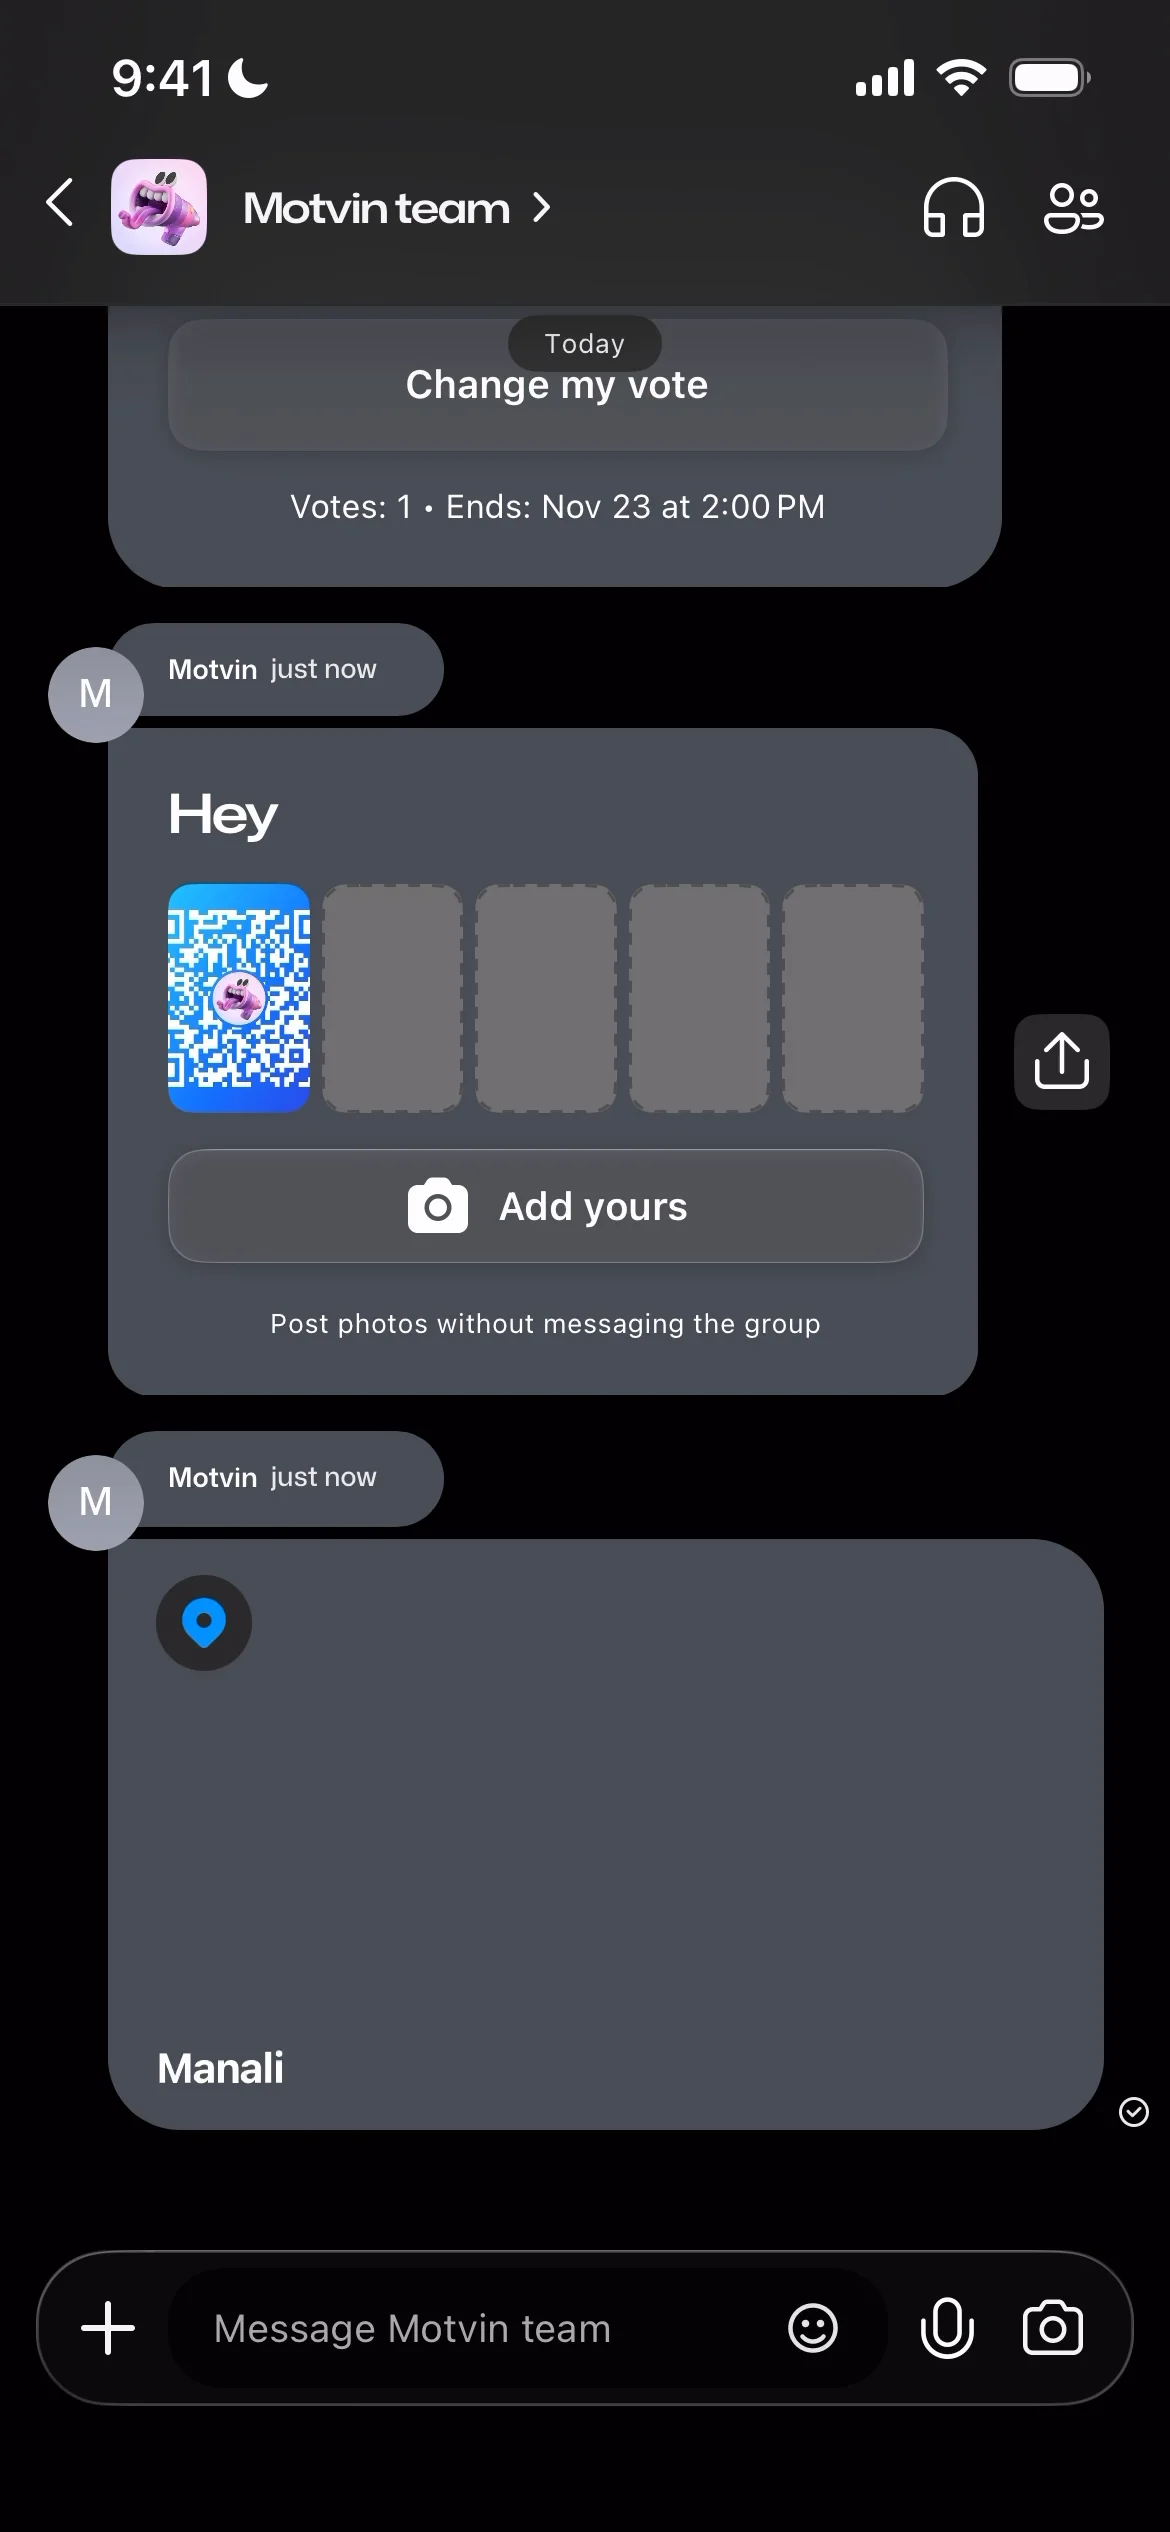 9:41
Motvin team
Today
Change my vote
Votes: 1 • Ends: Nov 23 at 2:00 PM
M
Motvin just now
Hey
Add yours
Post photos without messaging the group
M
Motvin just now
Manali
Message Motvin team